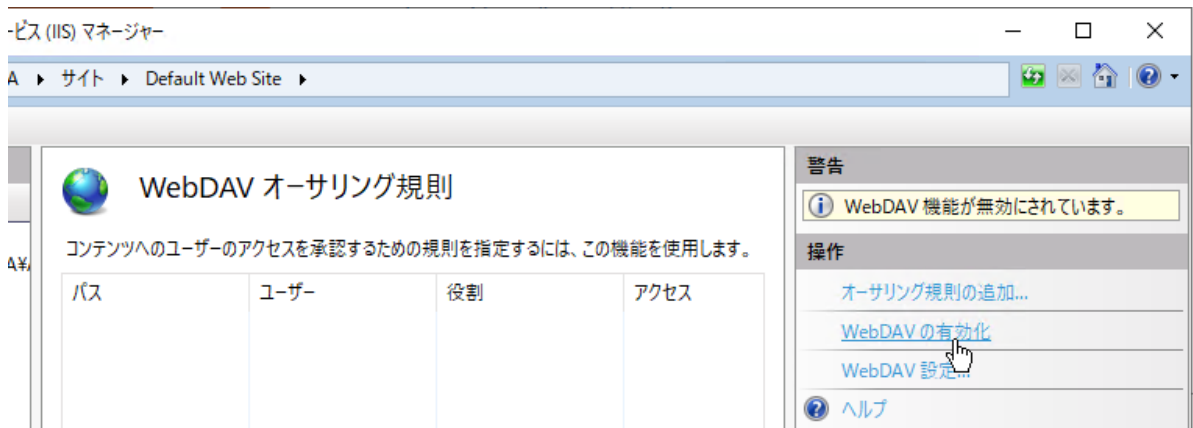 -ビス (IIS) マネージャー
A ▸ サイト ▸ Default Web Site ▸
WebDAV オーサリング規則
コンテンツへのユーザーのアクセスを承認するための規則を指定するには、この機能を使用します。
A¥
パス ユーザー 役割 アクセス
警告
WebDAV 機能が無効にされています。
操作
オーサリング規則の追加...
WebDAV の有効化
WebDAV 設定...
ヘルプ